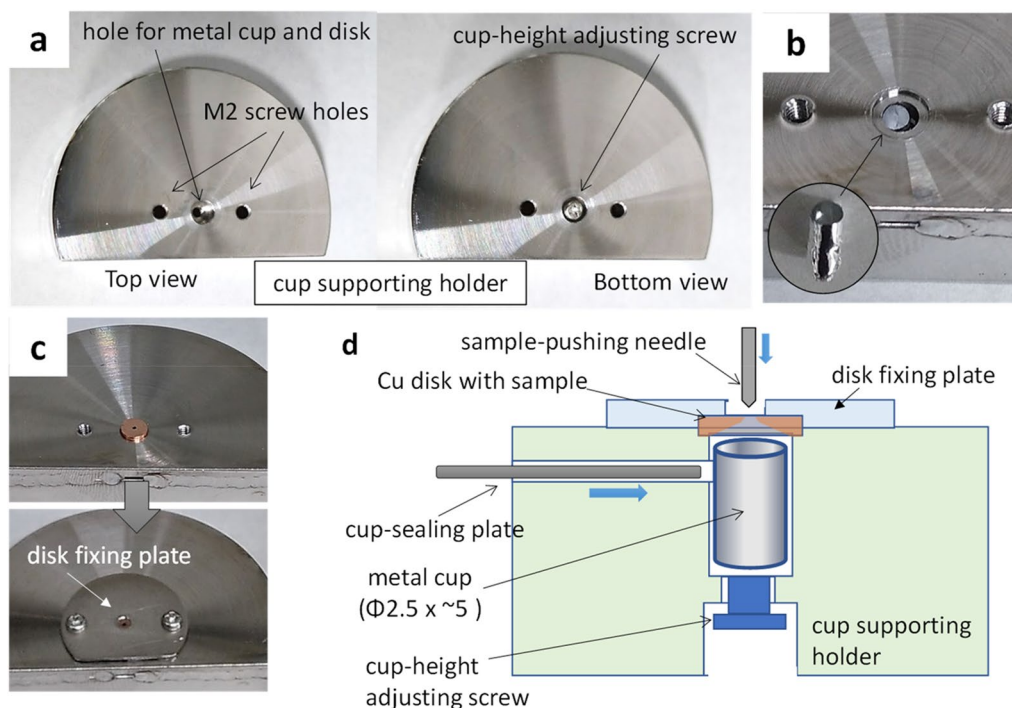 a
hole for metal cup and disk
M2 screw holes
cup-height adjusting screw
Top view
cup supporting holder
Bottom view
b
c
disk fixing plate
d
sample-pushing needle
Cu disk with sample
disk fixing plate
cup-sealing plate
metal cup
(Φ2.5 x ~5 )
cup-height
adjusting screw
cup supporting
holder